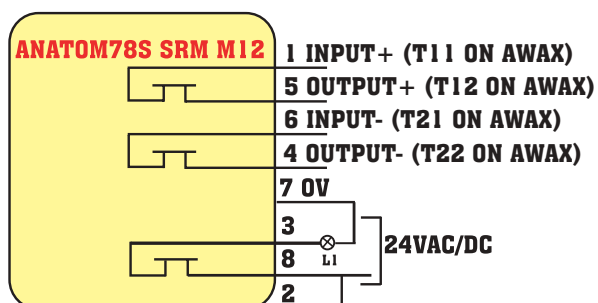 ANATOM78S SRM M12
1 INPUT+ (T11 ON AWAX)
5 OUTPUT+ (T12 ON AWAX)
6 INPUT- (T21 ON AWAX)
4 OUTPUT- (T22 ON AWAX)
7 0V
3
L1
24VAC/DC
8
2